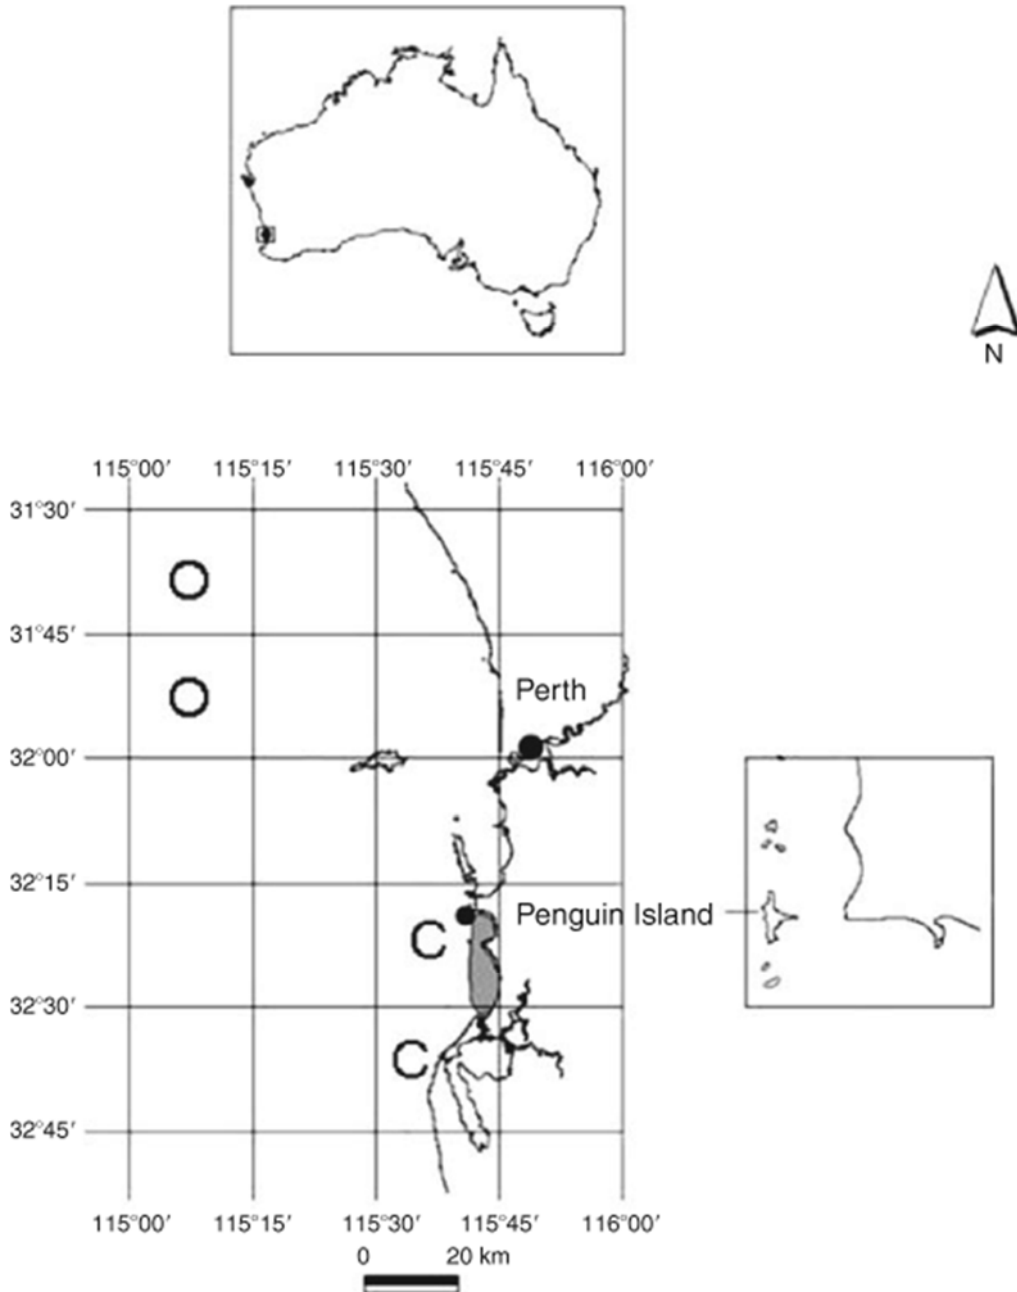 N
115°00′ 115°15′ 115°30′ 115°45′ 116°00′
31°30′
O
31°45′
Perth
O
32°00′
32°15′
Penguin Island
C
32°30′
C
32°45′
115°00′ 115°15′ 115°30′ 115°45′ 116°00′
0 20 km